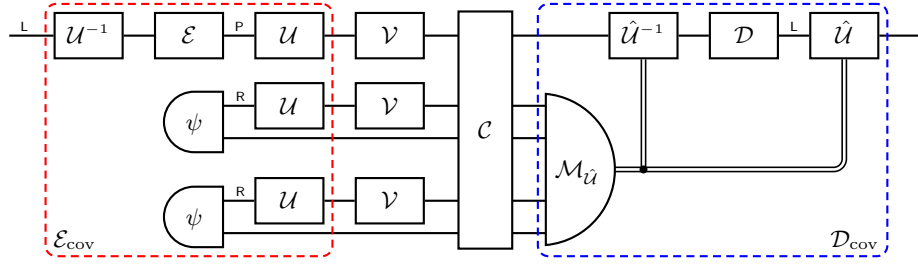 L 𝒰⁻¹ ℰ P 𝒰 𝒱 𝒰̂⁻¹ 𝒟 L 𝒰̂
R 𝒰 𝒱
ψ 𝒞
ℳ_𝒰̂
R 𝒰 𝒱
ψ
ℰ_cov 𝒟_cov